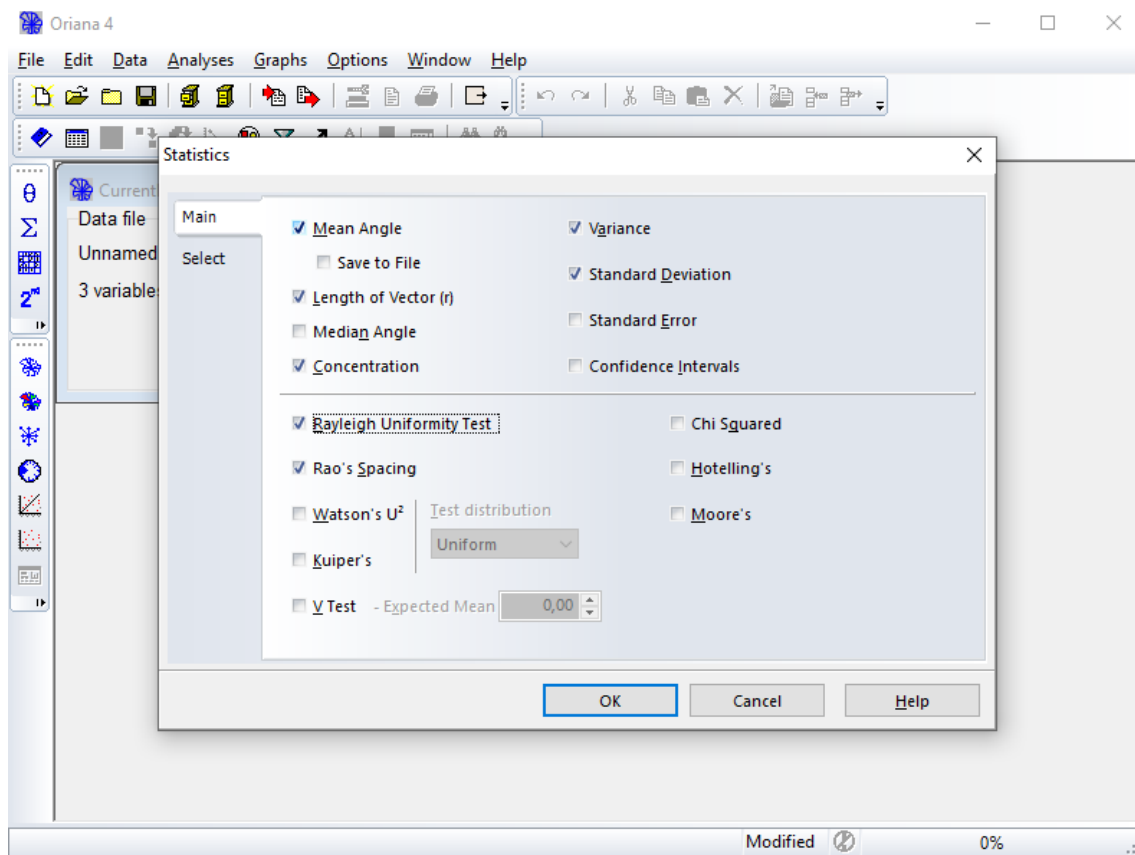 Oriana 4
File Edit Data Analyses Graphs Options Window Help
Statistics
Current
Data file
Unnamed
3 variable
Main
Select
Mean Angle
Save to File
Length of Vector (r)
Median Angle
Concentration
Variance
Standard Deviation
Standard Error
Confidence Intervals
Rayleigh Uniformity Test
Rao's Spacing
Watson's U²
Kuiper's
Test distribution
Uniform
V Test - Expected Mean 0,00
Chi Squared
Hotelling's
Moore's
OK Cancel Help
Modified 0%